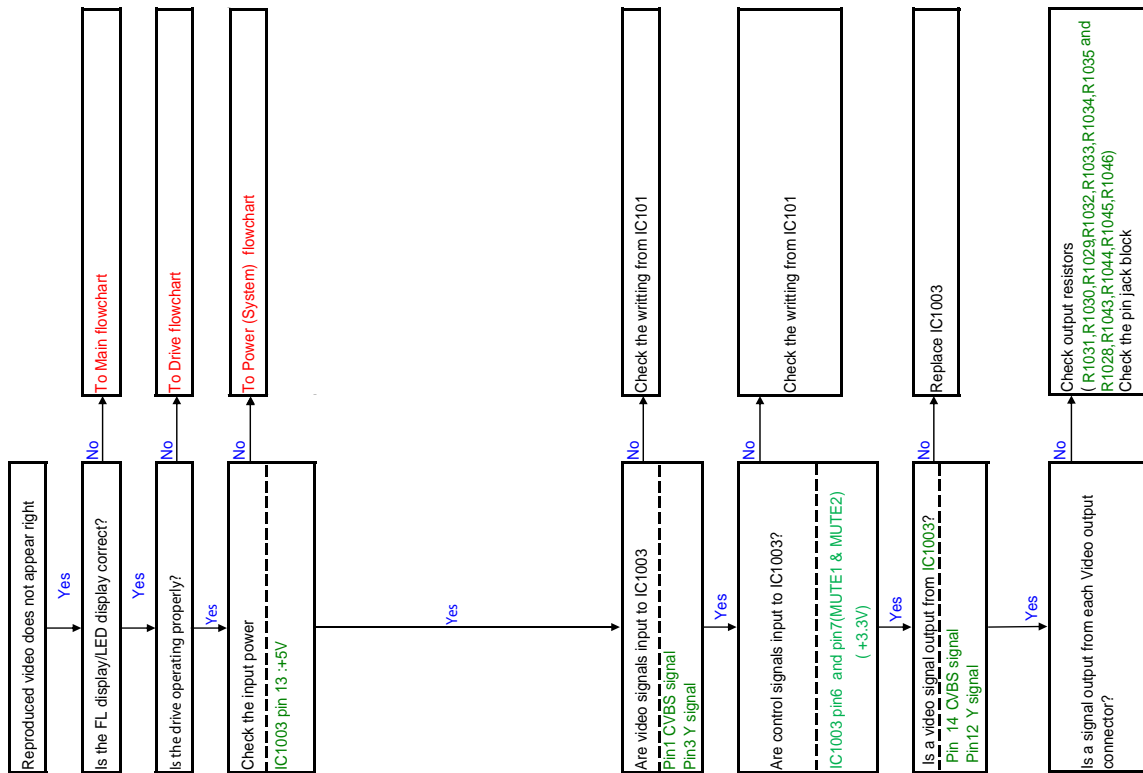 Reproduced video does not appear right
Yes
Is the FL display/LED display correct?
No
To Main flowchart
Yes
Is the drive operating properly?
No
To Drive flowchart
Yes
Check the input power
IC1003 pin 13 :+5V
No
To Power (System) flowchart
Yes
Are video signals input to IC1003
Pin1 CVBS signal
Pin3 Y signal
No
Check the writting from IC101
Yes
Are control signals input to IC1003?
IC1003 pin6 and pin7(MUTE1 & MUTE2)
( +3.3V)
No
Check the writting from IC101
Yes
Is a video signal output from IC1003?
Pin 14 CVBS signal
Pin12 Y signal
No
Replace IC1003
Yes
Is a signal output from each Video output
connector?
No
Check output resistors
( R1031,R1030,R1029,R1032,R1033,R1034,R1035 and
R1028,R1043,R1044,R1045,R1046)
Check the pin jack block